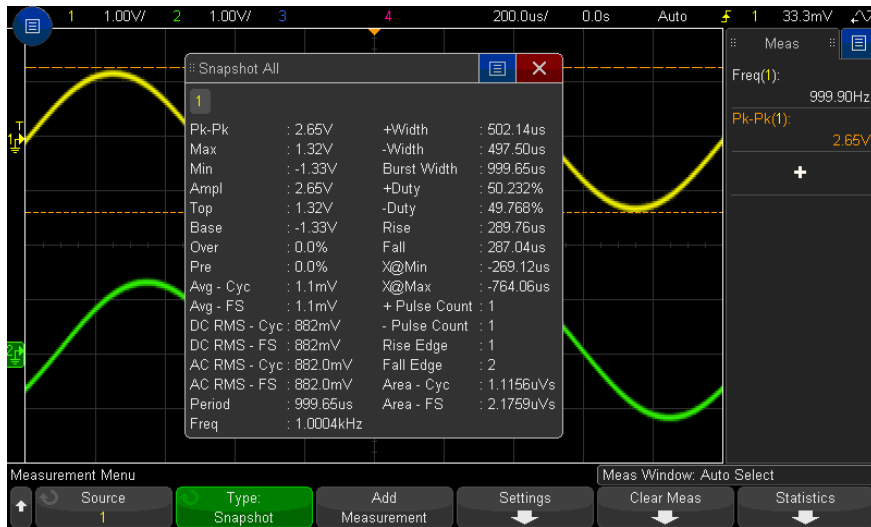 1 1.00V/ 2 1.00V/ 3 4 200.0us/ 0.0s Auto 1 33.3mV
Snapshot All
1
Pk-Pk : 2.65V +Width : 502.14us
Max : 1.32V -Width : 497.50us
Min : -1.33V Burst Width : 999.65us
Ampl : 2.65V +Duty : 50.232%
Top : 1.32V -Duty : 49.768%
Base : -1.33V Rise : 289.76us
Over : 0.0% Fall : 287.04us
Pre : 0.0% X@Min : -269.12us
Avg - Cyc : 1.1mV X@Max : -764.06us
Avg - FS : 1.1mV + Pulse Count : 1
DC RMS - Cyc : 882mV - Pulse Count : 1
DC RMS - FS : 882mV Rise Edge : 1
AC RMS - Cyc : 882.0mV Fall Edge : 2
AC RMS - FS : 882.0mV Area - Cyc : 1.1156uVs
Period : 999.65us Area - FS : 2.1759uVs
Freq : 1.0004kHz
Meas
Freq(1):
999.90Hz
Pk-Pk(1):
2.65V
+
T
1
2
Measurement Menu
Meas Window: Auto Select
Source
1
Type:
Snapshot
Add
Measurement
Settings
Clear Meas
Statistics